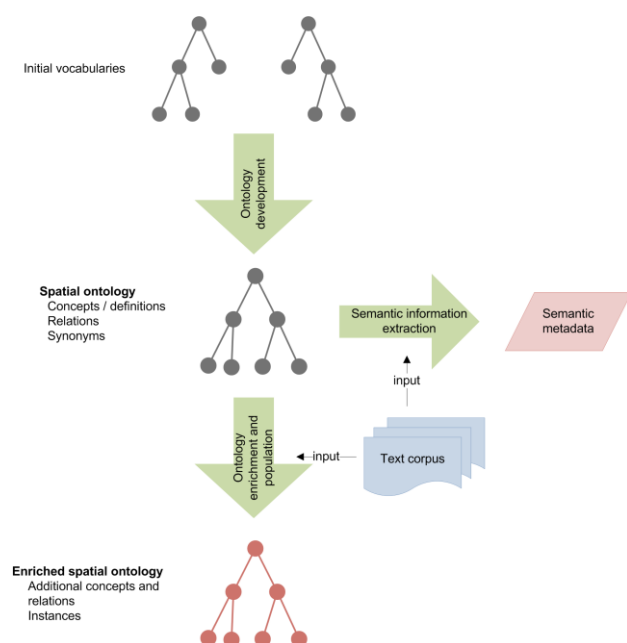 Initial vocabularies
Ontology
development
Spatial ontology
Concepts / definitions
Relations
Synonyms
Semantic information
extraction
Semantic
metadata
input
Ontology
enrichment and
population
input
Text corpus
Enriched spatial ontology
Additional concepts and
relations
Instances